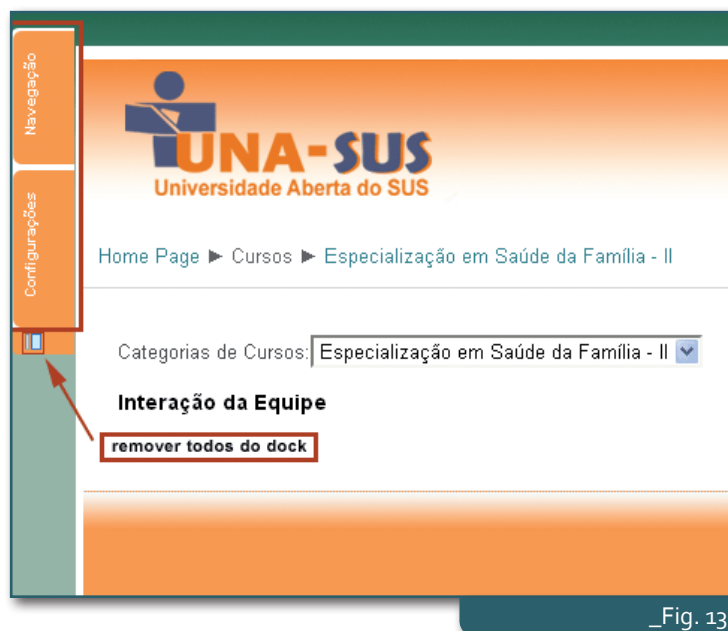 Navegação
Configurações
UNA-SUS
Universidade Aberta do SUS
Home Page ► Cursos ► Especialização em Saúde da Família - II
Categorias de Cursos: Especialização em Saúde da Família - II
Interação da Equipe
remover todos do dock
_Fig. 13